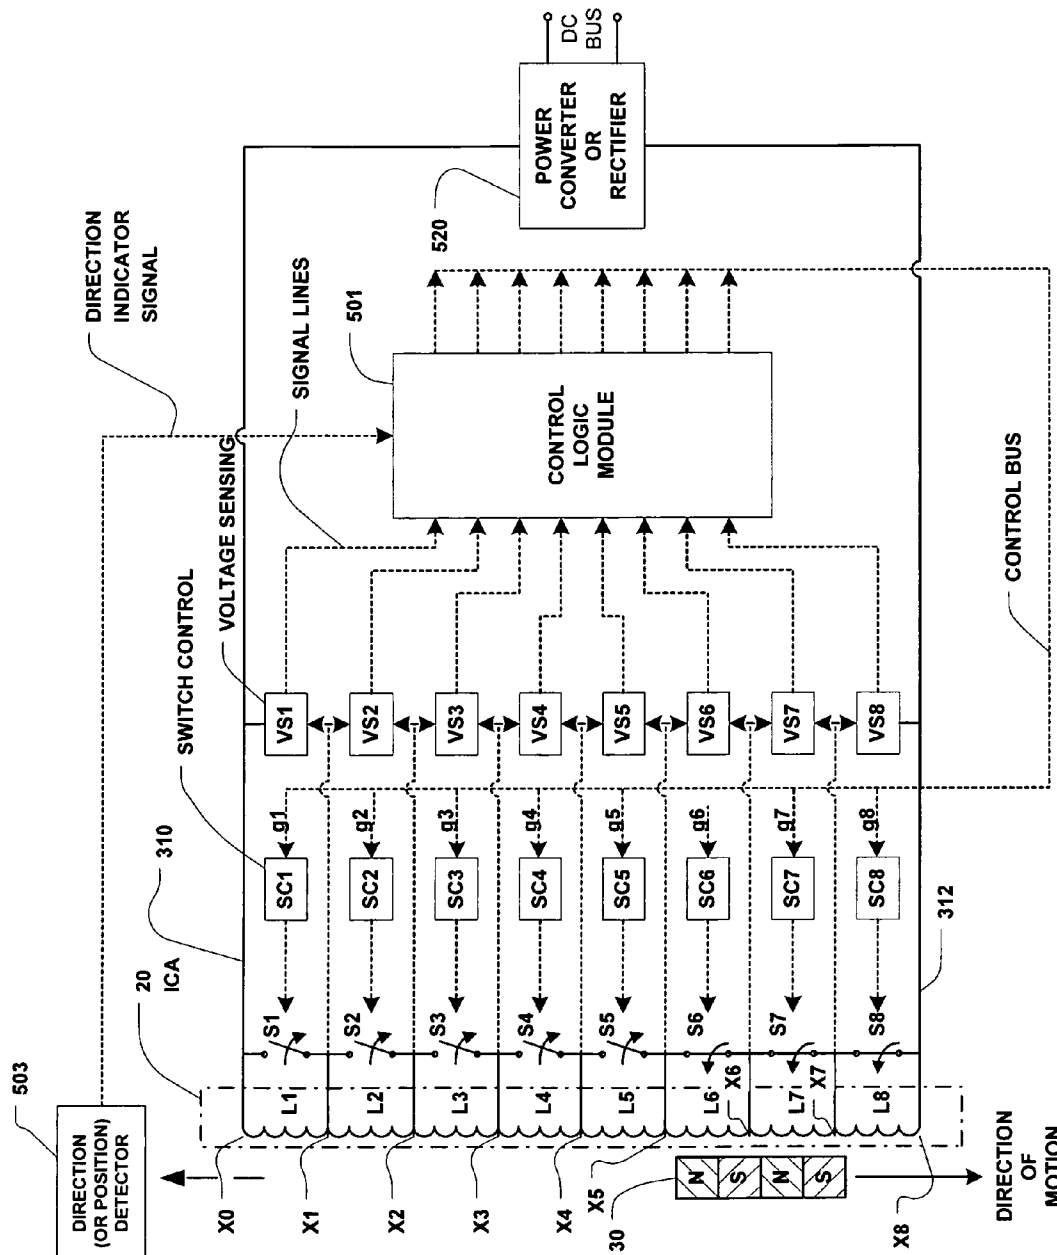 503
DIRECTION
(OR POSITION)
DETECTOR
DIRECTION
INDICATOR
SIGNAL
DC
BUS
POWER
CONVERTER
OR
RECTIFIER
520
SIGNAL LINES
501
CONTROL
LOGIC
MODULE
VOLTAGE SENSING
SWITCH CONTROL
310
20
ICA
CONTROL BUS
312
VS1
VS2
VS3
VS4
VS5
VS6
VS7
VS8
g1
g2
g3
g4
g5
g6
g7
g8
SC1
SC2
SC3
SC4
SC5
SC6
SC7
SC8
S1
S2
S3
S4
S5
S6
S7
S8
L1
L2
L3
L4
L5
L6
L7
L8
X0
X1
X2
X3
X4
X5
X6
X7
X8
30
N
S
N
S
DIRECTION
OF
MOTION